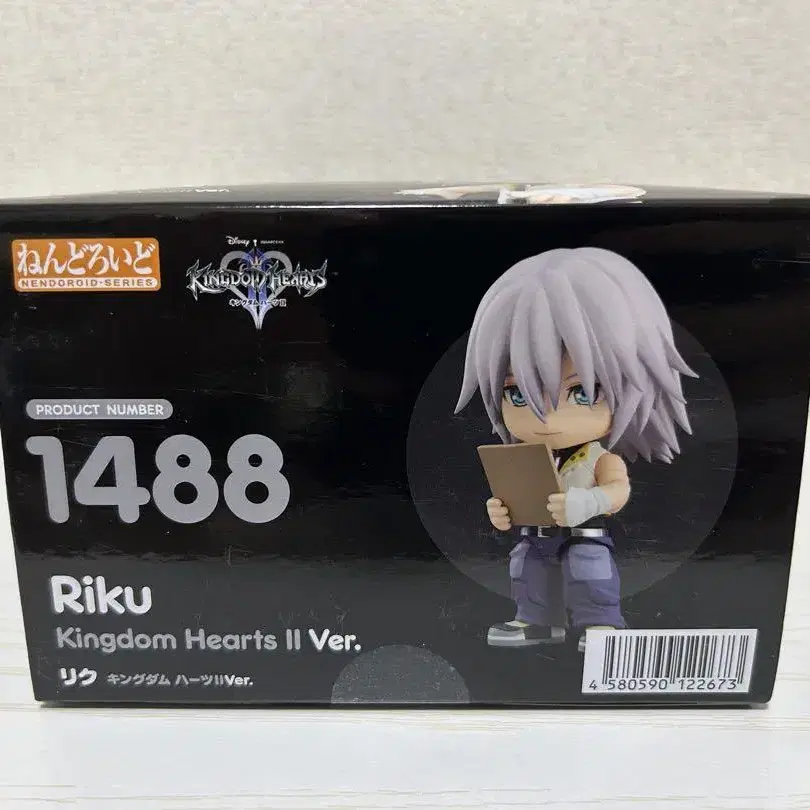 ねんどろいど
NENDOROID-SERIES
Disney
KINGDOM HEARTS
キングダム ハーツII
PRODUCT NUMBER
1488
Riku
Kingdom Hearts II Ver.
リク キングダム ハーツIIVer.
4 580590 122673